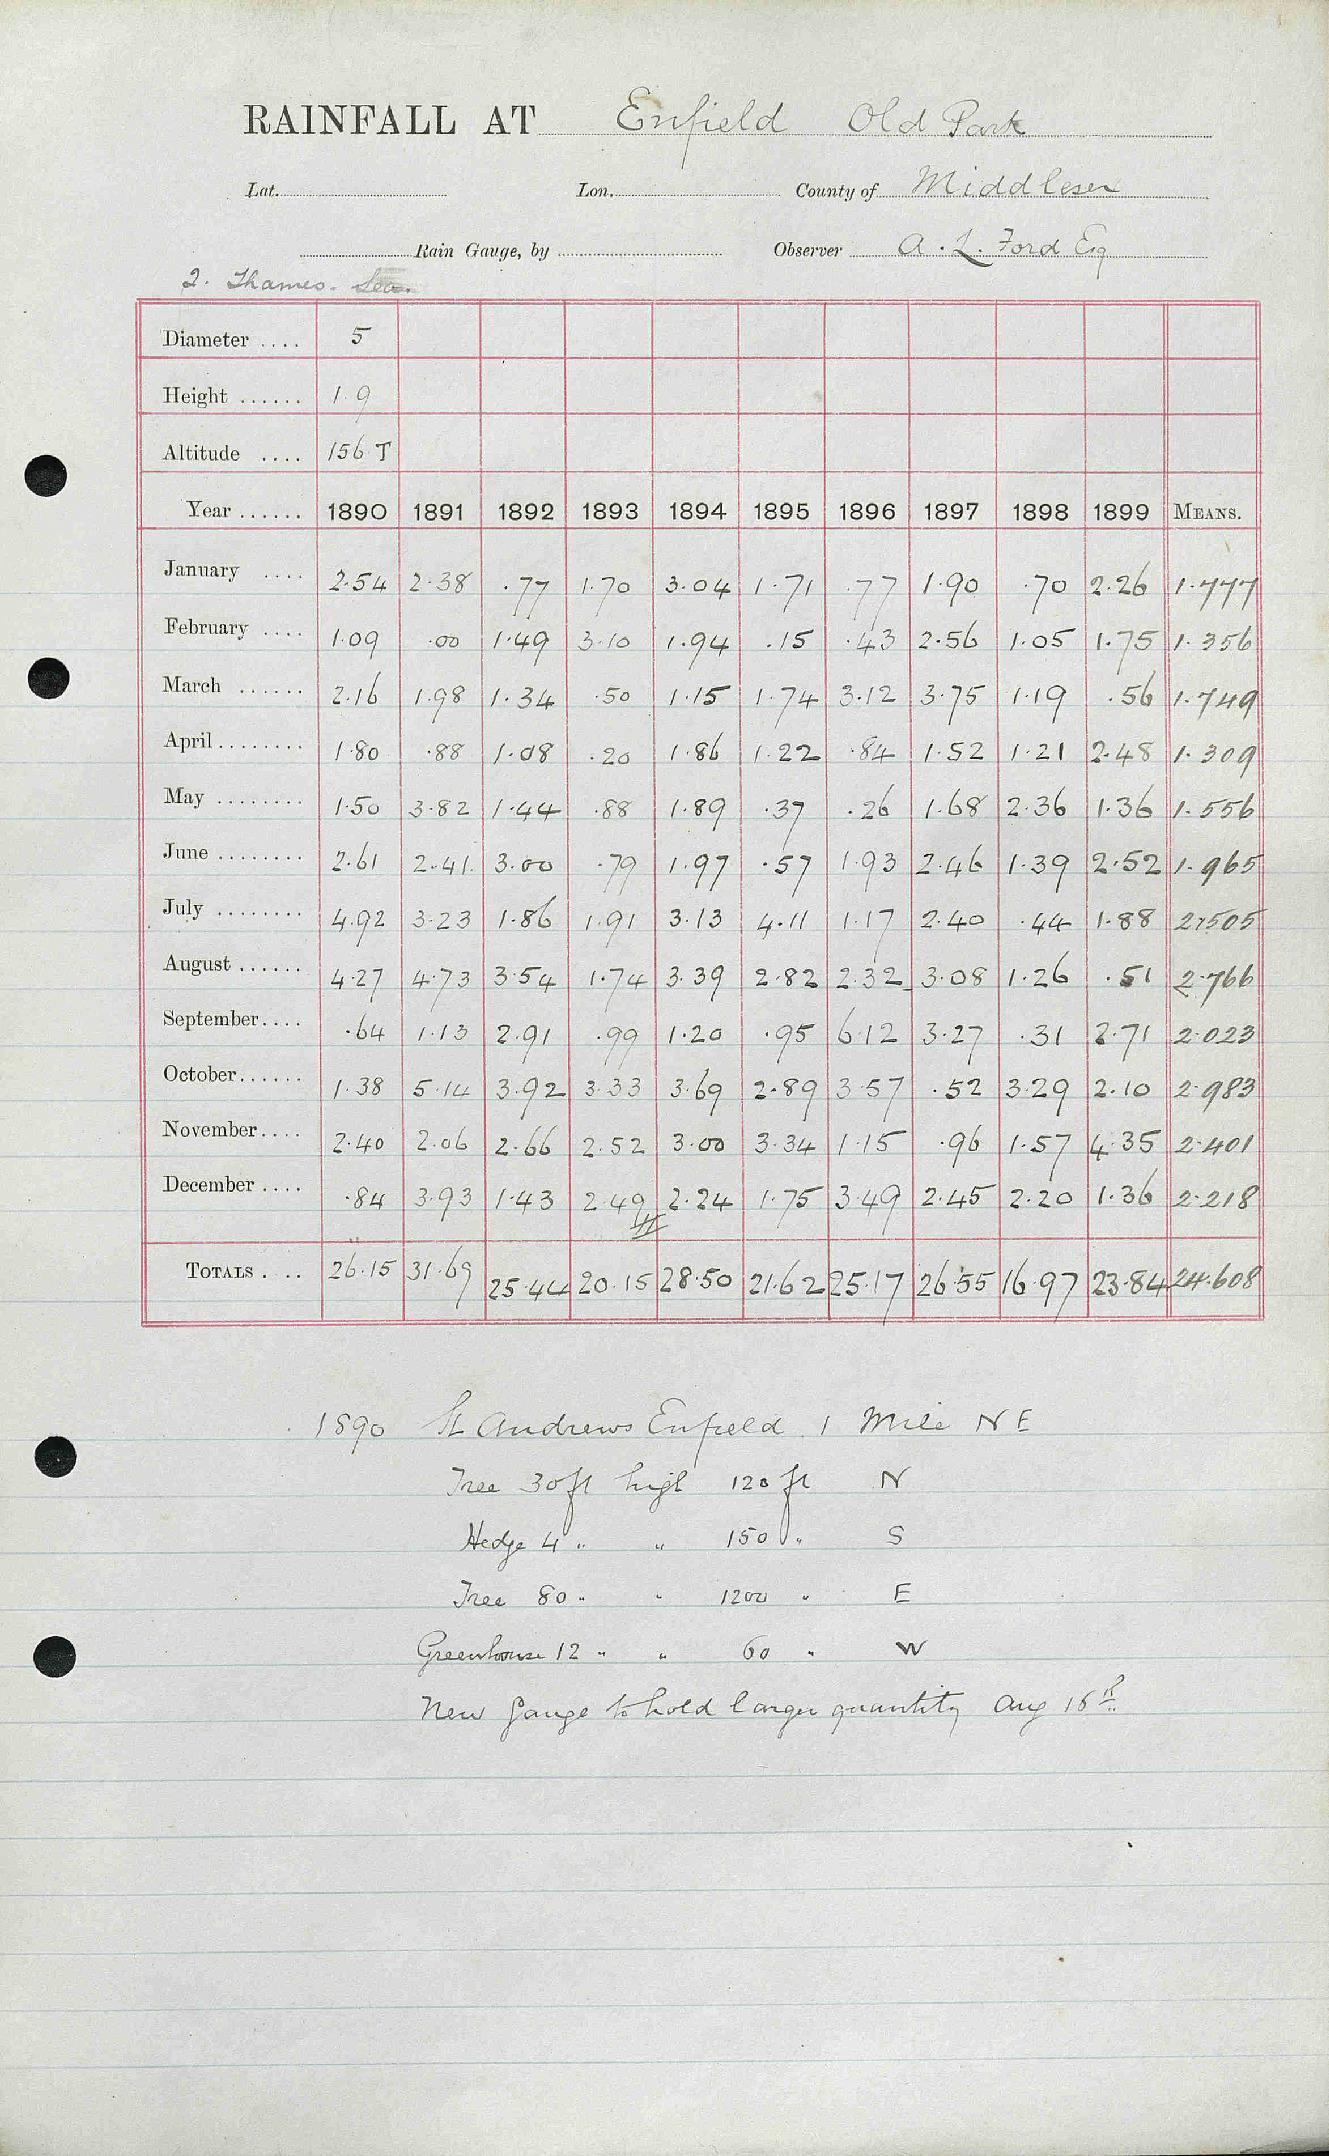 RAINFALL AT Enfield Old Park
Lat. Lon. County of Middlesex
Rain Gauge, by Observer A. L. Ford Esq
2. Thames. Lea.
Diameter .... 5
Height ...... 1.9
Altitude .... 156 T
Year ...... 1890 1891 1892 1893 1894 1895 1896 1897 1898 1899 MEANS.
January .... 2.54 2.38 .77 1.70 3.04 1.71 .77 1.90 .70 2.26 1.777
February .... 1.09 .00 1.49 3.10 1.94 .15 .43 2.56 1.05 1.75 1.356
March ...... 2.16 1.98 1.34 .50 1.15 1.74 3.12 3.75 1.19 .56 1.749
April ........ 1.80 .88 1.08 .20 1.86 1.22 .84 1.52 1.21 2.48 1.309
May ........ 1.50 3.82 1.44 .88 1.89 .37 .26 1.68 2.36 1.36 1.556
June ........ 2.61 2.41 3.00 .79 1.97 .57 1.93 2.46 1.39 2.52 1.965
July ........ 4.92 3.23 1.86 1.91 3.13 4.11 1.17 2.40 .44 1.88 2.505
August ...... 4.27 4.73 3.54 1.74 3.39 2.82 2.32 3.08 1.26 .51 2.766
September .... .64 1.13 2.91 .99 1.20 .95 6.12 3.27 .31 2.71 2.023
October ...... 1.38 5.14 3.92 3.33 3.69 2.89 3.57 .52 3.29 2.10 2.983
November .... 2.40 2.06 2.66 2.52 3.00 3.34 1.15 .96 1.57 4.35 2.401
December .... .84 3.93 1.43 2.49 2.24 1.75 3.49 2.45 2.20 1.36 2.218
TOTALS .... 26.15 31.69 25.44 20.15 28.50 21.62 25.17 26.55 16.97 23.84 24.608
1890 St Andrews Enfield 1 Mile N E
Tree 30 ft high 120 ft N
Hedge 4 " " 150 " S
Tree 80 " " 1200 " E
Greenhouse 12 " " 60 " W
New Gauge to hold larger quantity Aug 16th